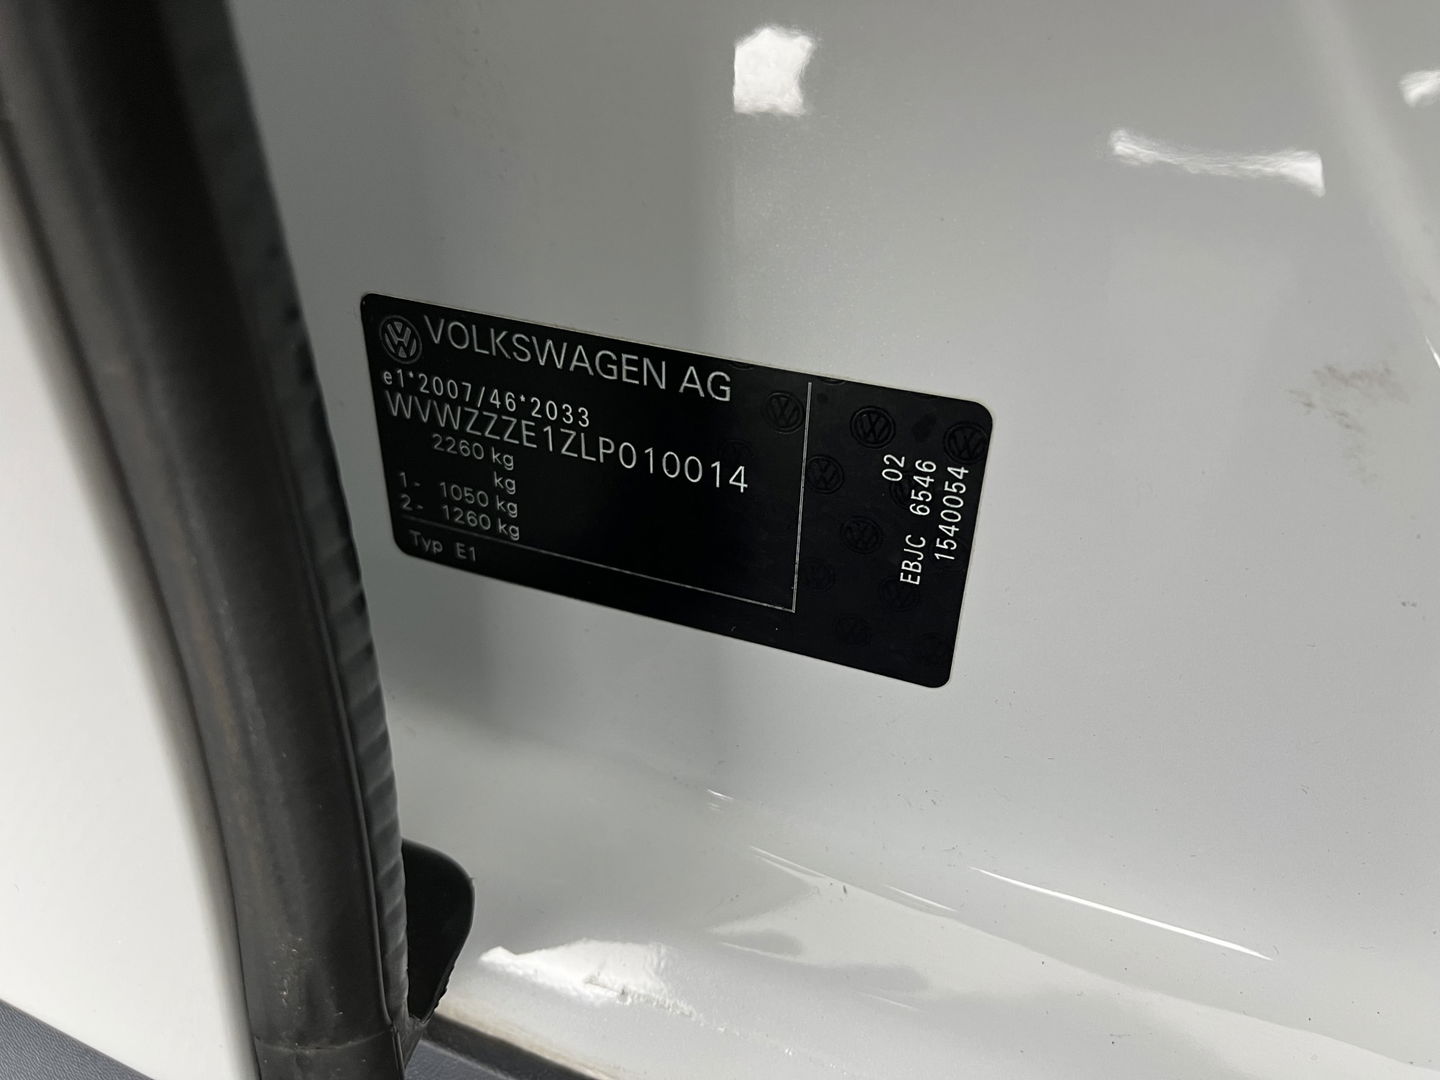 VOLKSWAGEN AG
e1*2007/46*2033
WVWZZZE1ZLP010014
2260 kg
kg
1- 1050 kg
2- 1260 kg
Typ E1
02
EBJC 6546
1540054